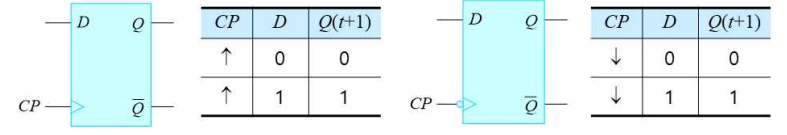 D Q
CP Q̅
CP D Q(t+1)
↑ 0 0
↑ 1 1
D Q
CP Q̅
CP D Q(t+1)
↓ 0 0
↓ 1 1